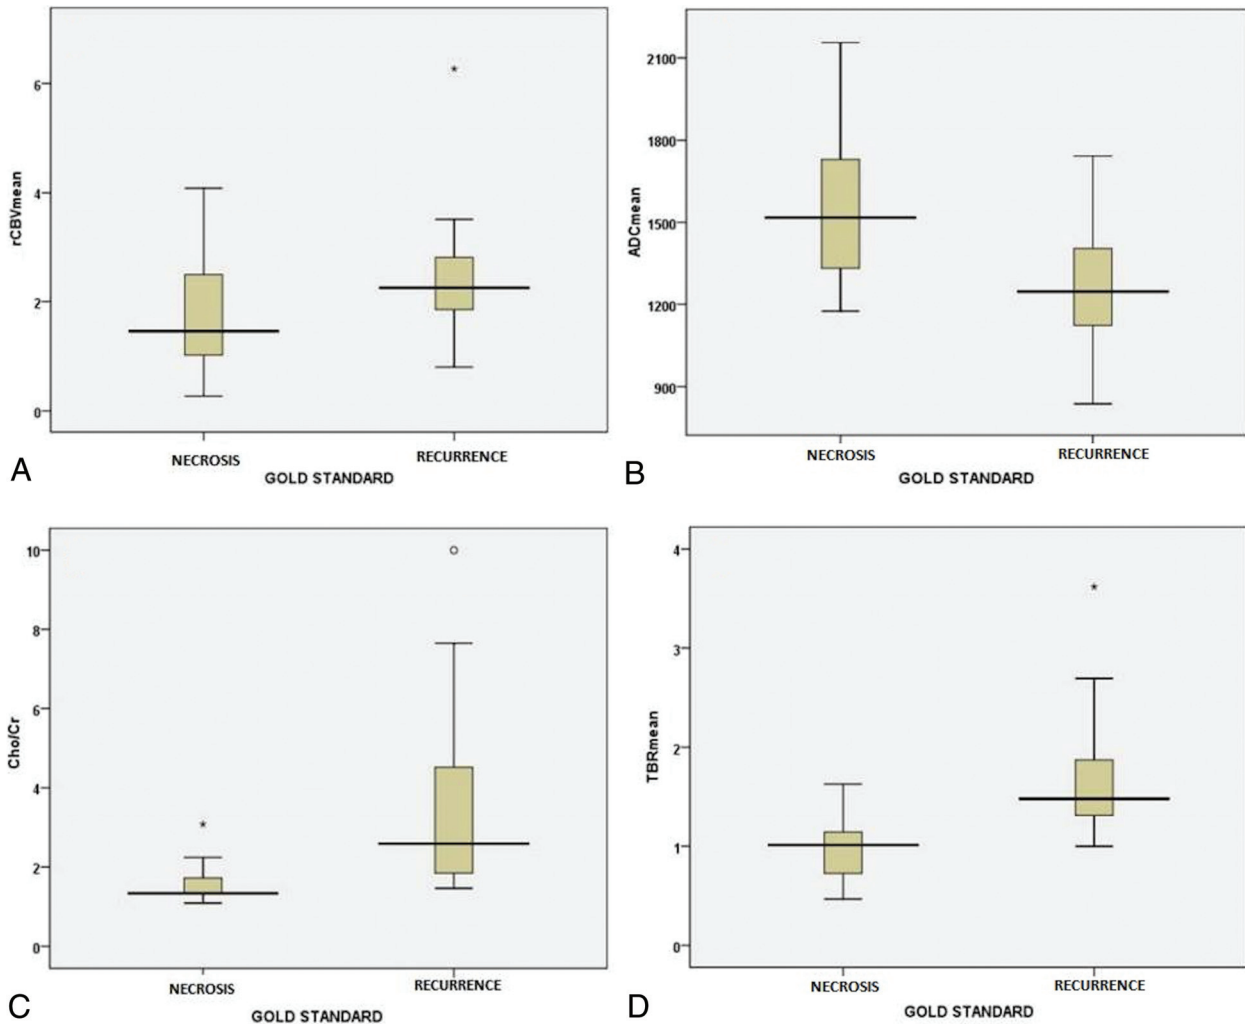 6
4
2
0
rCBVmean
NECROSIS
RECURRENCE
GOLD STANDARD
A
*
2100
1800
1500
1200
900
ADCmean
NECROSIS
RECURRENCE
GOLD STANDARD
B
10
8
6
4
2
0
Cho/Cr
*
NECROSIS
RECURRENCE
GOLD STANDARD
C
4
3
2
1
0
TBRmean
*
NECROSIS
RECURRENCE
GOLD STANDARD
D